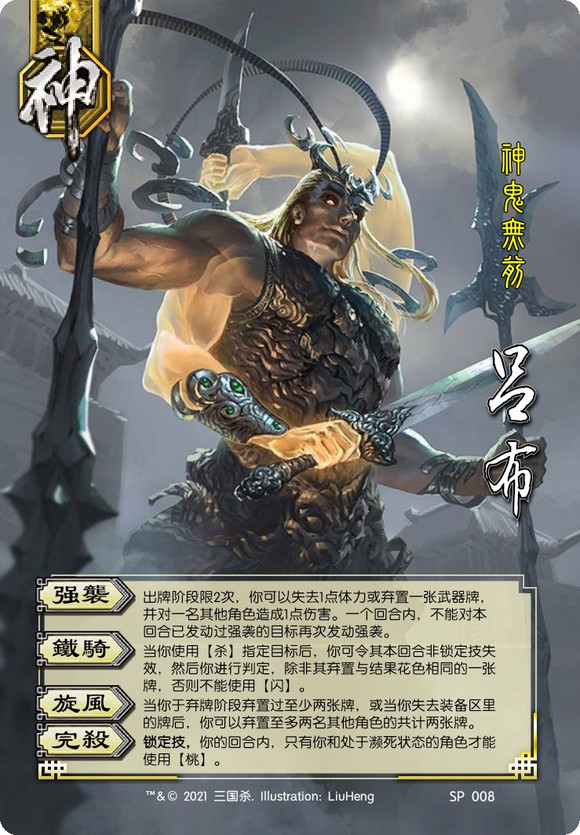 神
神鬼無前
呂布
强襲
出牌阶段限2次，你可以失去1点体力或弃置一张武器牌，
并对一名其他角色造成1点伤害。一个回合内，不能对本
回合已发动过强袭的目标再次发动强袭。
鐵騎
当你使用【杀】指定目标后，你可令其本回合非锁定技失
效，然后你进行判定，除非其弃置与结果花色相同的一张
牌，否则不能使用【闪】。
旋風
当你于弃牌阶段弃置过至少两张牌，或当你失去装备区里
的牌后，你可以弃置至多两名其他角色的共计两张牌。
完殺
锁定技，你的回合内，只有你和处于濒死状态的角色才能
使用【桃】。
™&© 2021 三国杀. Illustration: LiuHeng
SP 008